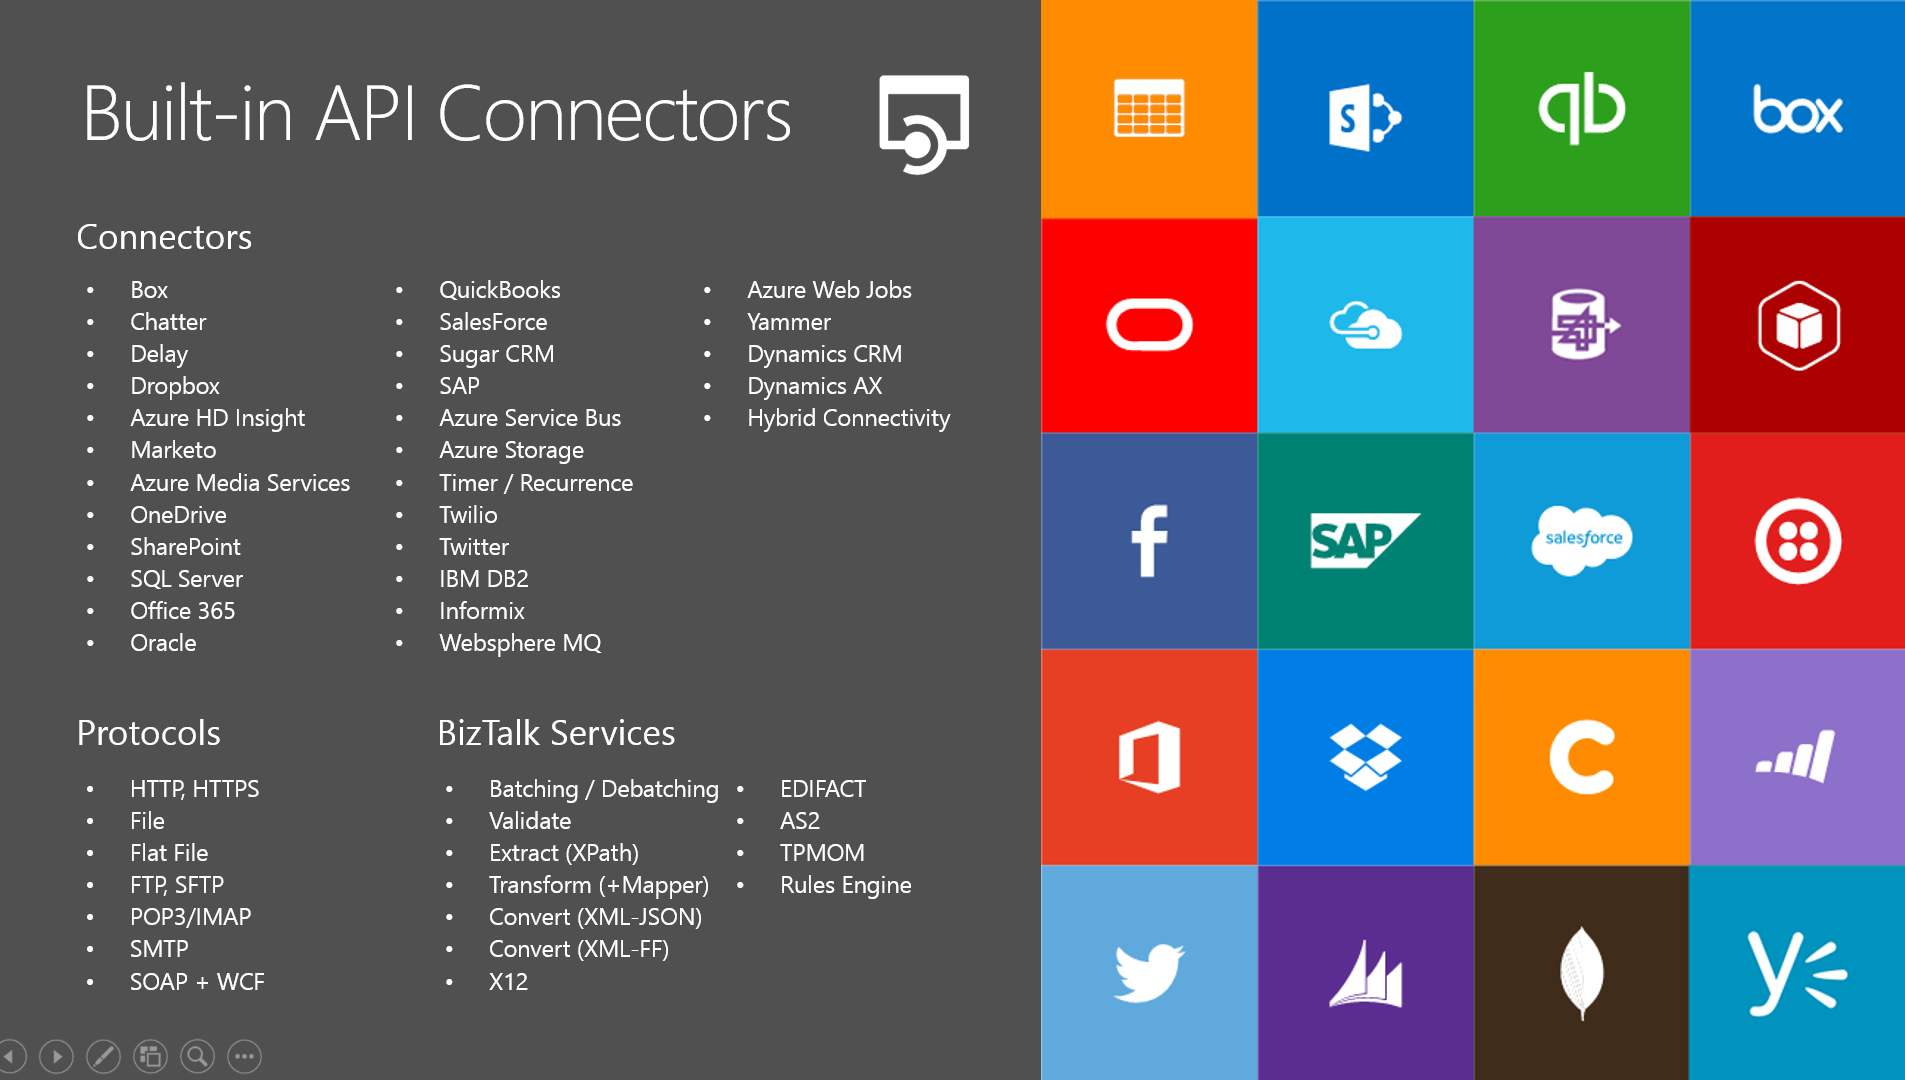 Built-in API Connectors
Connectors
• Box
• Chatter
• Delay
• Dropbox
• Azure HD Insight
• Marketo
• Azure Media Services
• OneDrive
• SharePoint
• SQL Server
• Office 365
• Oracle
• QuickBooks
• SalesForce
• Sugar CRM
• SAP
• Azure Service Bus
• Azure Storage
• Timer / Recurrence
• Twilio
• Twitter
• IBM DB2
• Informix
• Websphere MQ
• Azure Web Jobs
• Yammer
• Dynamics CRM
• Dynamics AX
• Hybrid Connectivity
Protocols
• HTTP, HTTPS
• File
• Flat File
• FTP, SFTP
• POP3/IMAP
• SMTP
• SOAP + WCF
BizTalk Services
• Batching / Debatching
• Validate
• Extract (XPath)
• Transform (+Mapper)
• Convert (XML-JSON)
• Convert (XML-FF)
• X12
• EDIFACT
• AS2
• TPMOM
• Rules Engine
S
qb
box
f
SAP
salesforce
C
y